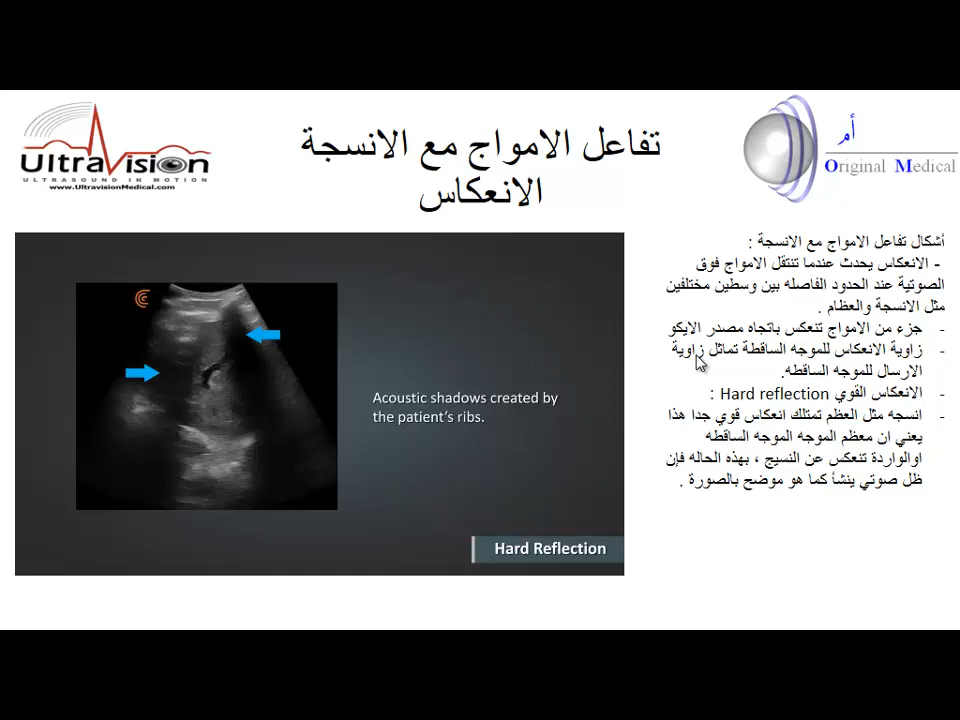 UltraVision
ULTRASOUND IN MOTION
www.UltravisionMedical.com
تفاعل الامواج مع الانسجة
الانعكاس
أم
Original Medical
أشكال تفاعل الامواج مع الانسجة :
- الانعكاس يحدث عندما تنتقل الامواج فوق
الصوتية عند الحدود الفاصله بين وسطين مختلفين
مثل الانسجة والعظام .
- جزء من الامواج تنعكس باتجاه مصدر الايكو
- زاوية الانعكاس للموجه الساقطة تماثل زاوية
الارسال للموجه الساقطه.
- الانعكاس القوي Hard reflection :
- انسجه مثل العظم تمتلك انعكاس قوي جدا هذا
يعني ان معظم الموجه الموجه الساقطه
اوالواردة تنعكس عن النسيج ، بهذه الحاله فإن
ظل صوتي ينشأ كما هو موضح بالصورة .
Acoustic shadows created by
the patient's ribs.
Hard Reflection